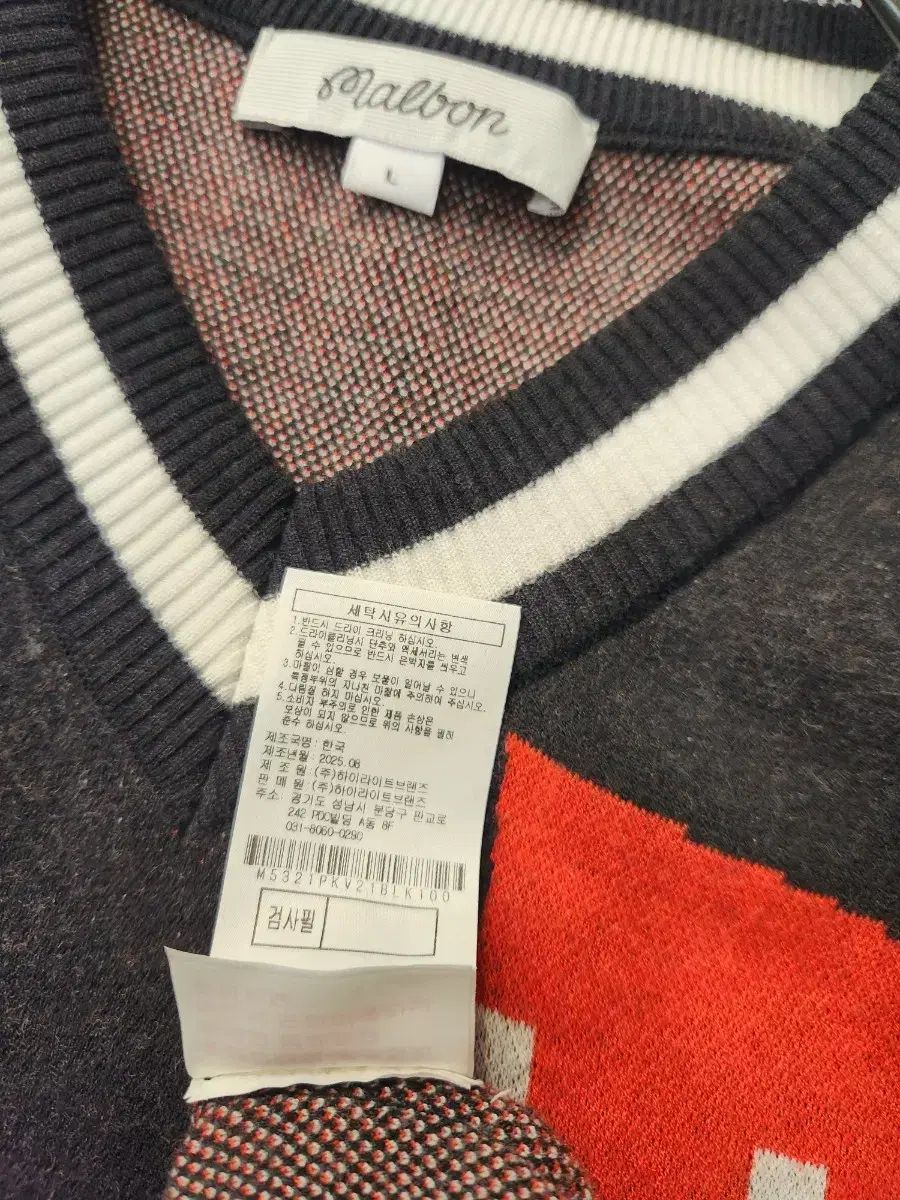 malbon
L
세탁시유의사항
1.반드시 드라이 크리닝 하십시오.
2.드라이클리닝시 단추와 액세서리는 변색
될 수 있으므로 반드시 은박지를 씌우고
하십시오.
3.마찰이 심할 경우 보풀이 일어날 수 있으니
특정부위의 지나친 마찰에 주의하여 주십시오.
4.다림질 하지 마십시오.
5.소비자 부주의로 인한 제품 손상은
보상이 되지 않으므로 위의 사항을 필히
준수 하십시오.
제조국명 : 한국
제조년월 : 2025.08
제 조 원 : (주)하이라이트브랜즈
판 매 원 : (주)하이라이트브랜즈
주소: 경기도 성남시 분당구 판교로
242 PDC빌딩 A동 8F
031-8060-0290
M5321PKV21BLK100
검사필